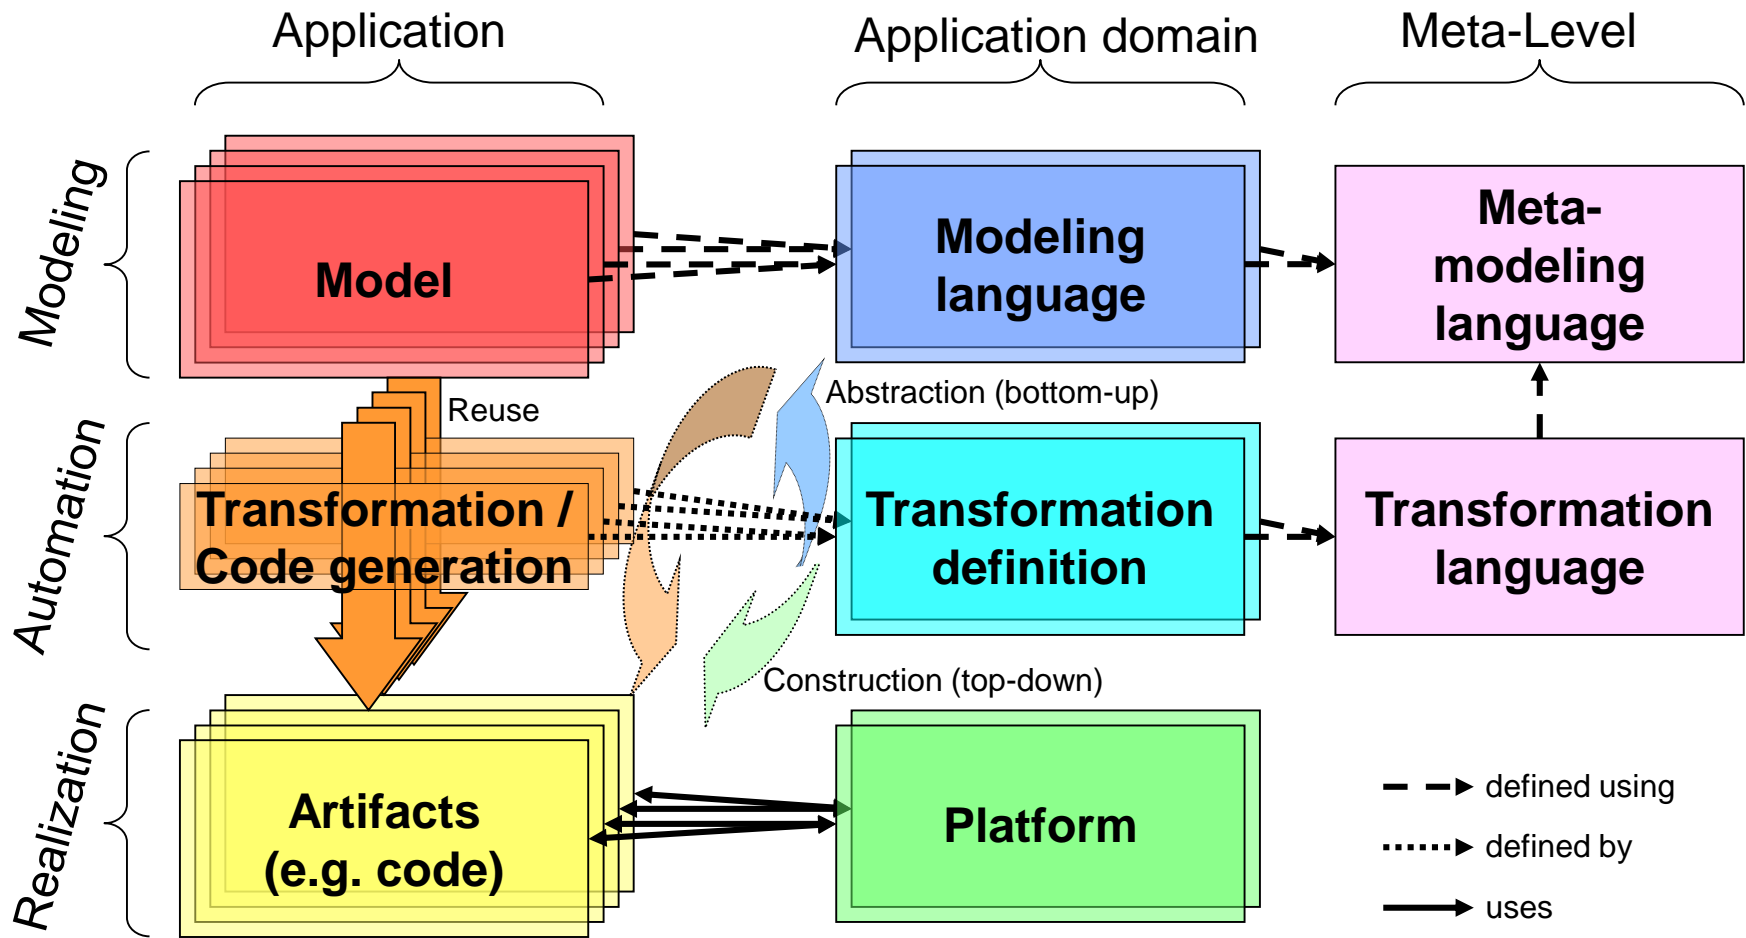 Application
Application domain
Meta-Level
Modeling
Model
Modeling
language
Meta-
modeling
language
Reuse
Abstraction (bottom-up)
Automation
Transformation /
Code generation
Transformation
definition
Transformation
language
Construction (top-down)
Realization
Artifacts
(e.g. code)
Platform
defined using
defined by
uses